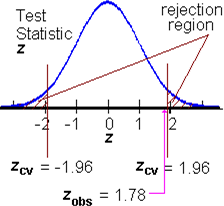 Test
Statistic
z
rejection
region
-2 -1 0 1 2
z
zcv = -1.96
zcv = 1.96
zobs = 1.78